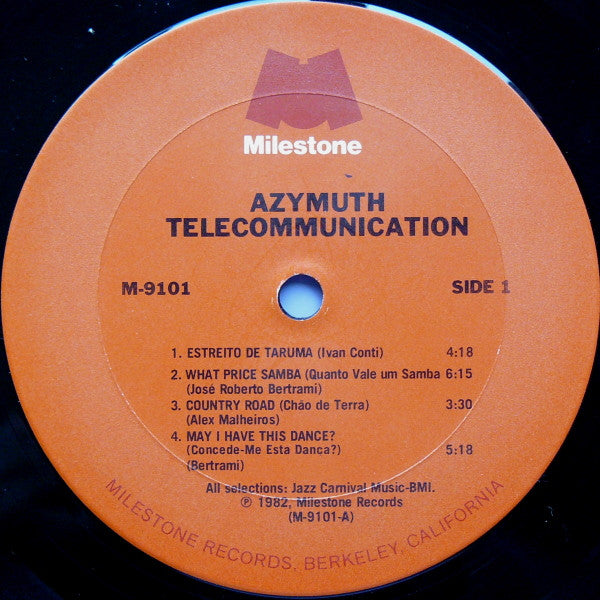 Milestone
AZYMUTH
TELECOMMUNICATION
M-9101 SIDE 1
1. ESTREITO DE TARUMA (Ivan Conti) 4:18
2. WHAT PRICE SAMBA (Quanto Vale um Samba 6:15
(José Roberto Bertrami)
3. COUNTRY ROAD (Chão de Terra) 3:30
(Alex Malheiros)
4. MAY I HAVE THIS DANCE?
(Concede-Me Esta Danca?) 5:18
(Bertrami)
All selections: Jazz Carnival Music-BMI.
℗ 1982, Milestone Records
(M-9101-A)
MILESTONE RECORDS, BERKELEY, CALIFORNIA